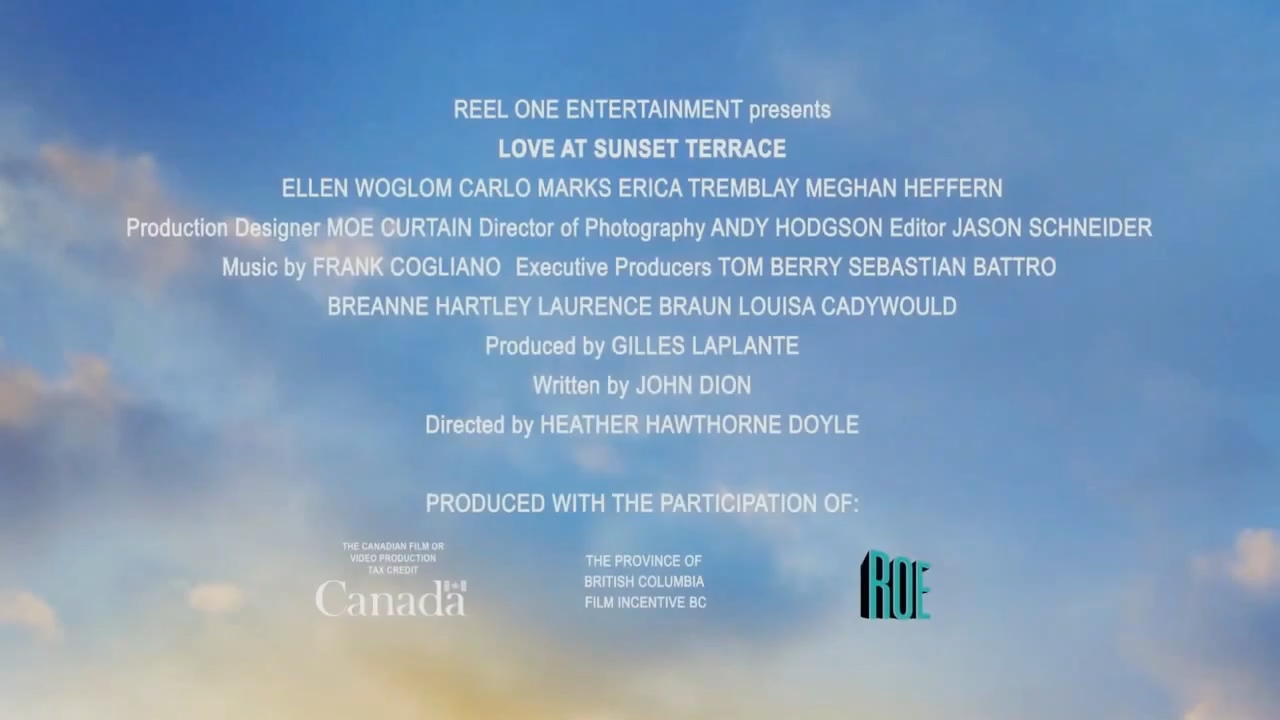 REEL ONE ENTERTAINMENT presents
LOVE AT SUNSET TERRACE
ELLEN WOGLOM CARLO MARKS ERICA TREMBLAY MEGHAN HEFFERN
Production Designer MOE CURTAIN Director of Photography ANDY HODGSON Editor JASON SCHNEIDER
Music by FRANK COGLIANO Executive Producers TOM BERRY SEBASTIAN BATTRO
BREANNE HARTLEY LAURENCE BRAUN LOUISA CADYWOULD
Produced by GILLES LAPLANTE
Written by JOHN DION
Directed by HEATHER HAWTHORNE DOYLE
PRODUCED WITH THE PARTICIPATION OF:
THE CANADIAN FILM OR
VIDEO PRODUCTION
TAX CREDIT
Canada
THE PROVINCE OF
BRITISH COLUMBIA
FILM INCENTIVE BC
ROE